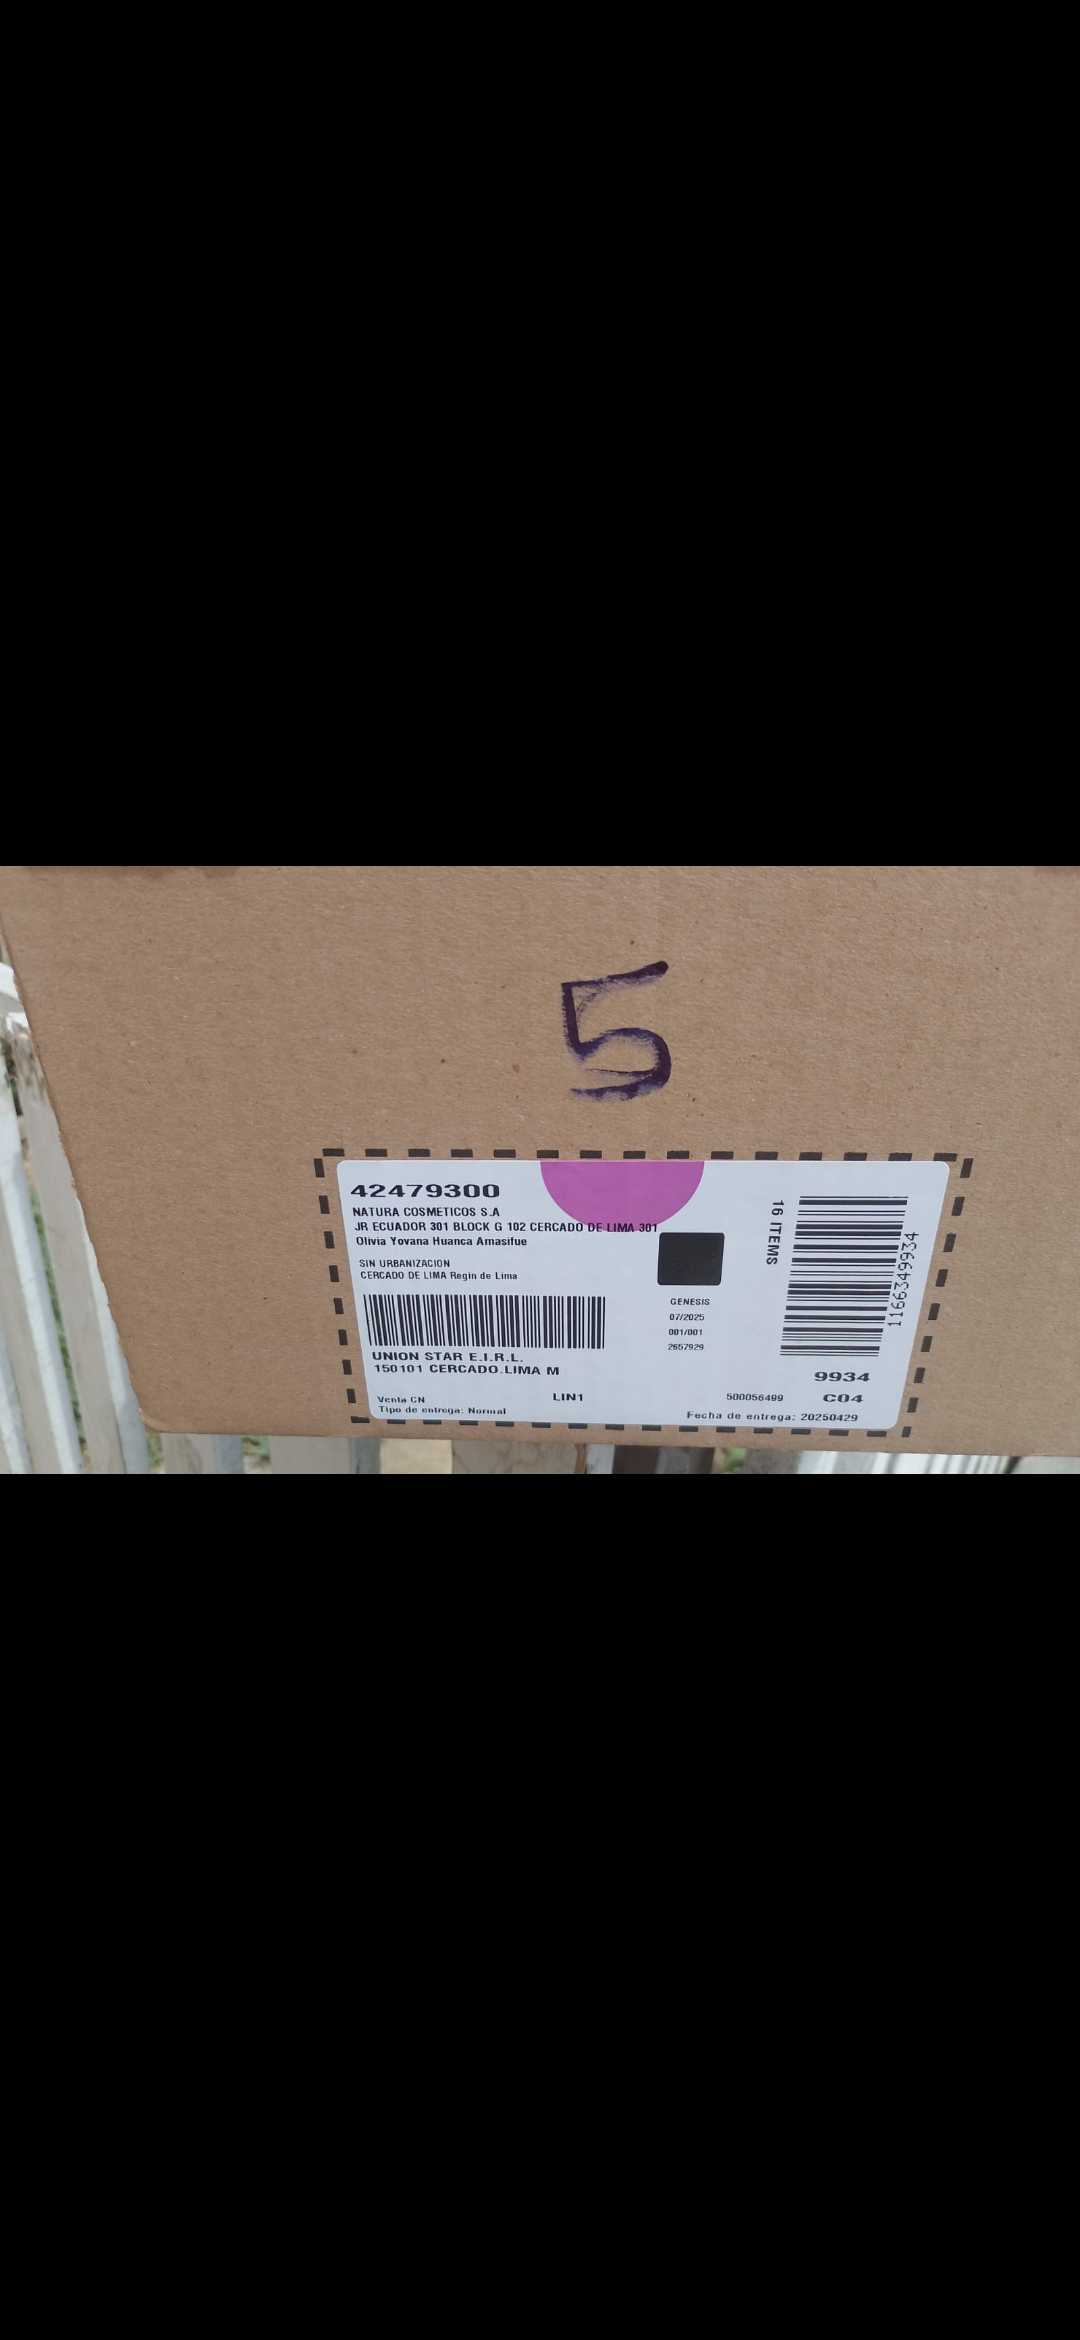 5
42479300
NATURA COSMETICOS S.A
JR ECUADOR 301 BLOCK G 102 CERCADO DE LIMA 301
Olivia Yovana Huanca Amasifue
SIN URBANIZACION
CERCADO DE LIMA Regin de Lima
UNION STAR E.I.R.L.
150101 CERCADO.LIMA M
Venta CN
LIN1
Tipo de entrega: Normal
GENESIS
07/2025
001/001
2657929
16 ITEMS
1166349934
9934
500056499
C04
Fecha de entrega: 20250429